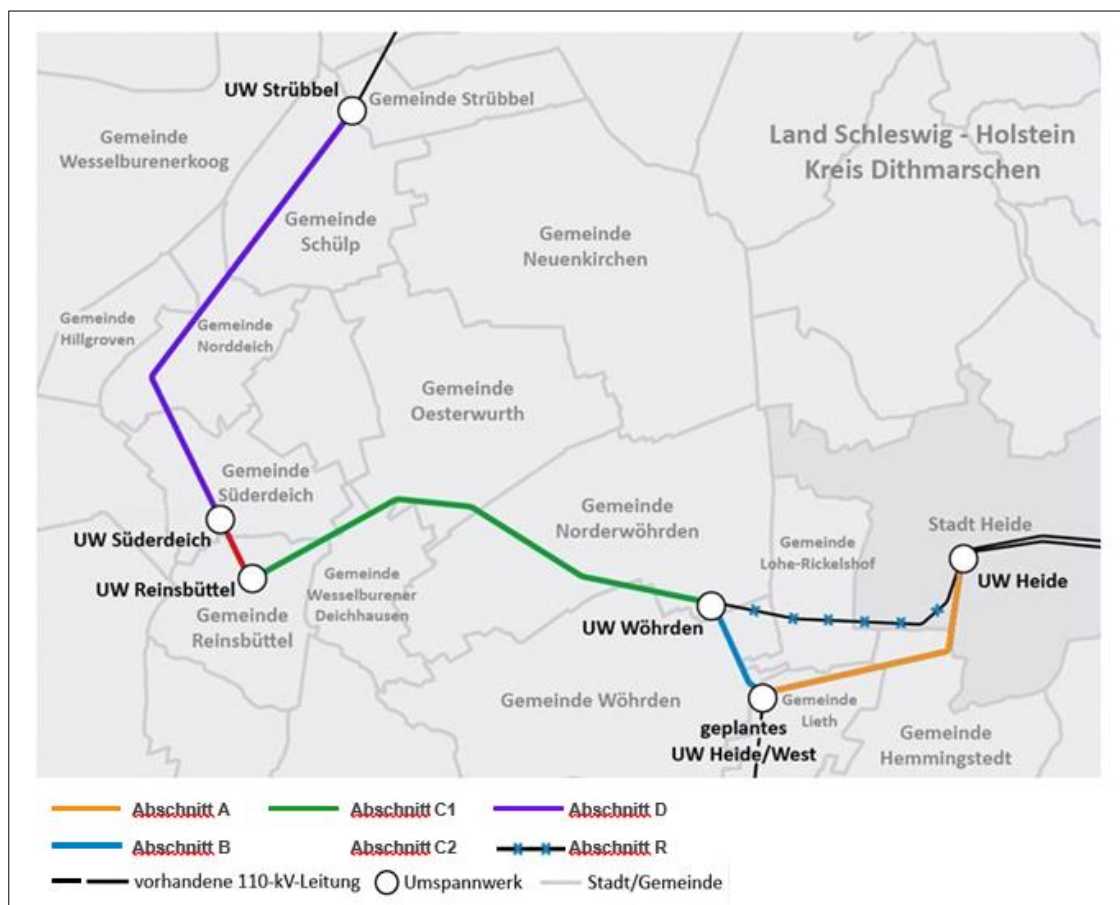 UW Strübbel
Gemeinde Strübbel
Gemeinde
Wesselburenerkoog
Land Schleswig - Holstein
Kreis Dithmarschen
Gemeinde
Schülp
Gemeinde
Neuenkirchen
Gemeinde
Hillgroven
Gemeinde
Norddeich
Gemeinde
Oesterwurth
Gemeinde
Süderdeich
UW Süderdeich
Gemeinde
Norderwöhrden
Stadt Heide
Gemeinde
Lohe-Rickelshof
UW Heide
UW Reinsbüttel
Gemeinde
Wesselburener
Deichhausen
Gemeinde
Reinsbüttel
UW Wöhrden
Gemeinde Wöhrden
geplantes
UW Heide/West
Gemeinde
Lieth
Gemeinde
Hemmingstedt
Abschnitt A
Abschnitt C1
Abschnitt D
Abschnitt B
Abschnitt C2
Abschnitt R
vorhandene 110-kV-Leitung
Umspannwerk
Stadt/Gemeinde